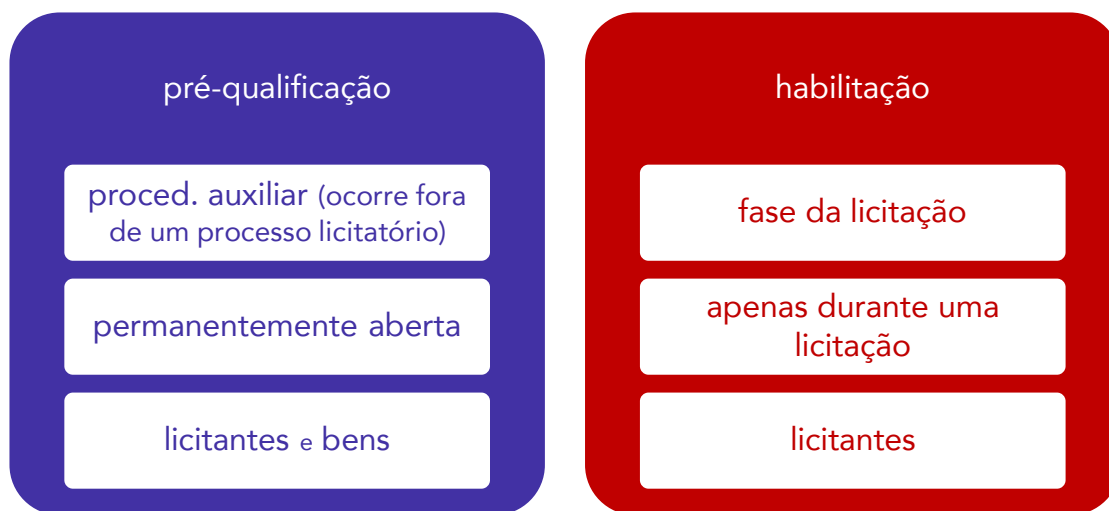 pré-qualificação
proced. auxiliar (ocorre fora
de um processo licitatório)
permanentemente aberta
licitantes e bens
habilitação
fase da licitação
apenas durante uma
licitação
licitantes